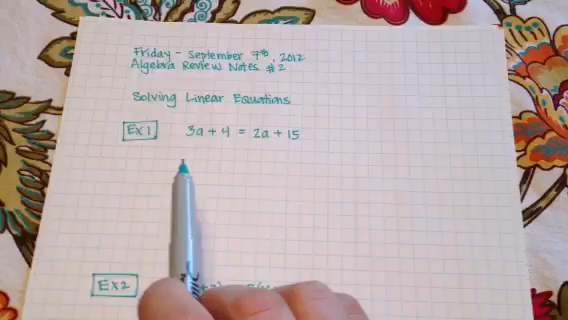 Friday - September 7th, 2012
Algebra Review Notes #2
Solving Linear Equations
Ex 1 3a + 4 = 2a + 15
Ex 2